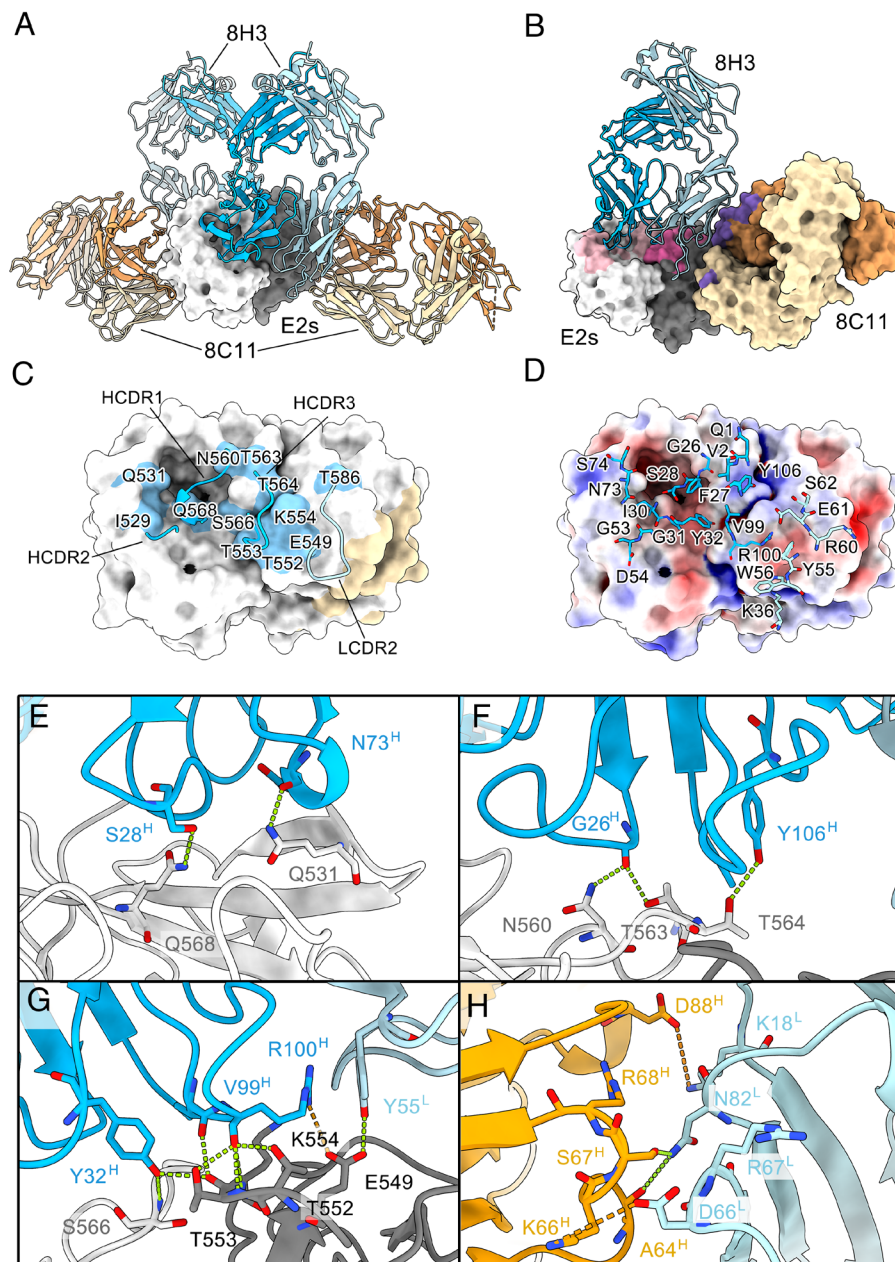 A
8H3
E2s
8C11
B
8H3
E2s
8C11
C
HCDR1
HCDR3
N560
T563
Q531
T564
T586
Q568
I529
S566
K554
HCDR2
E549
T553
T552
LCDR2
D
Q1
G26
V2
S74
S28
Y106
N73
F27
S62
I30
E61
G53
V99
G31
Y32
R60
R100
D54
W56
Y55
K36
E
N73H
S28H
Q531
Q568
F
G26H
Y106H
N560
T563
T564
G
R100H
V99H
Y55L
K554
Y32H
E549
S566
T552
T553
H
D88H
K18L
R68H
N82L
S67H
R67L
K66H
D66L
A64H